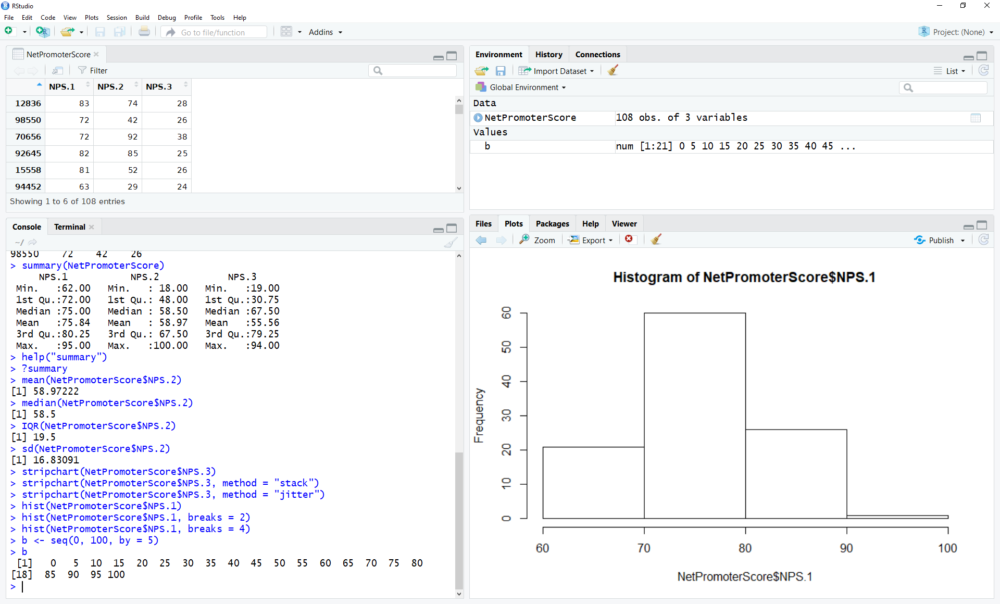 RStudio
File Edit Code View Plots Session Build Debug Profile Tools Help
Go to file/function Addins Project: (None)
NetPromoterScore
Filter
NPS.1 NPS.2 NPS.3
12836 83 74 28
98550 72 42 26
70656 72 92 38
92645 82 85 25
15558 81 52 26
94452 63 29 24
Showing 1 to 6 of 108 entries
Environment History Connections
Import Dataset List
Global Environment
Data
NetPromoterScore 108 obs. of 3 variables
Values
b num [1:21] 0 5 10 15 20 25 30 35 40 45 ...
Console Terminal
~/
98550 72 42 26
> summary(NetPromoterScore)
NPS.1 NPS.2 NPS.3
Min. :62.00 Min. : 18.00 Min. :19.00
1st Qu.:72.00 1st Qu.: 48.00 1st Qu.:30.75
Median :75.00 Median : 58.50 Median :67.50
Mean :75.84 Mean : 58.97 Mean :55.56
3rd Qu.:80.25 3rd Qu.: 67.50 3rd Qu.:79.25
Max. :95.00 Max. :100.00 Max. :94.00
> help("summary")
> ?summary
> mean(NetPromoterScore$NPS.2)
[1] 58.97222
> median(NetPromoterScore$NPS.2)
[1] 58.5
> IQR(NetPromoterScore$NPS.2)
[1] 19.5
> sd(NetPromoterScore$NPS.2)
[1] 16.83091
> stripchart(NetPromoterScore$NPS.3)
> stripchart(NetPromoterScore$NPS.3, method = "stack")
> stripchart(NetPromoterScore$NPS.3, method = "jitter")
> hist(NetPromoterScore$NPS.1)
> hist(NetPromoterScore$NPS.1, breaks = 2)
> hist(NetPromoterScore$NPS.1, breaks = 4)
> b <- seq(0, 100, by = 5)
> b
[1] 0 5 10 15 20 25 30 35 40 45 50 55 60 65 70 75 80
[18] 85 90 95 100
>
Files Plots Packages Help Viewer
Zoom Export Publish
Histogram of NetPromoterScore$NPS.1
Frequency
60
50
40
30
20
10
0
60 70 80 90 100
NetPromoterScore$NPS.1